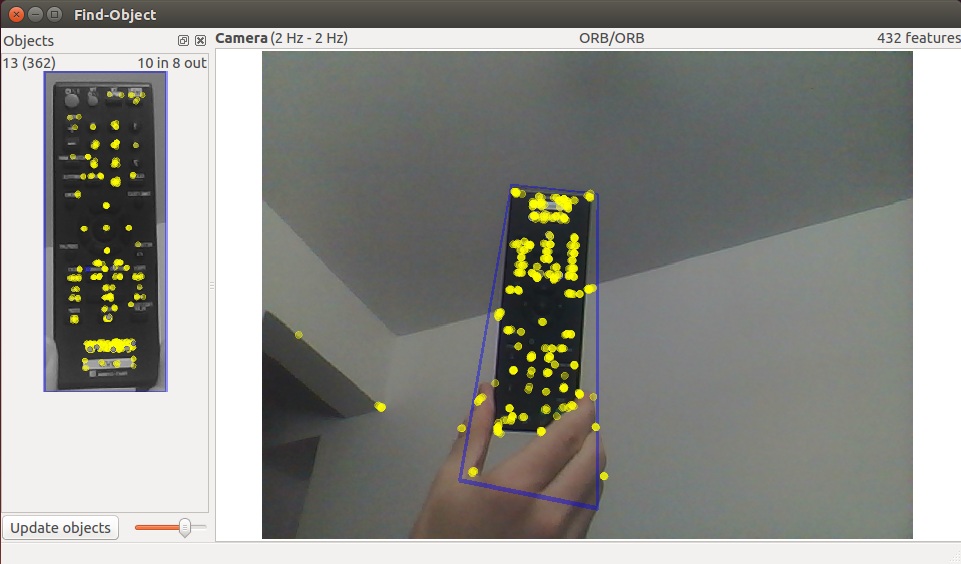 Find-Object
Objects
Camera (2 Hz - 2 Hz)
ORB/ORB
432 features
13 (362)
10 in 8 out
Update objects